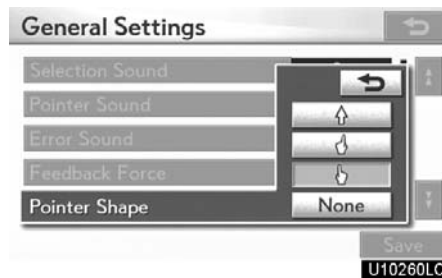 General Settings
Selection Sound
Pointer Sound
Error Sound
Feedback Force
Pointer Shape
None
Save
U10260LC